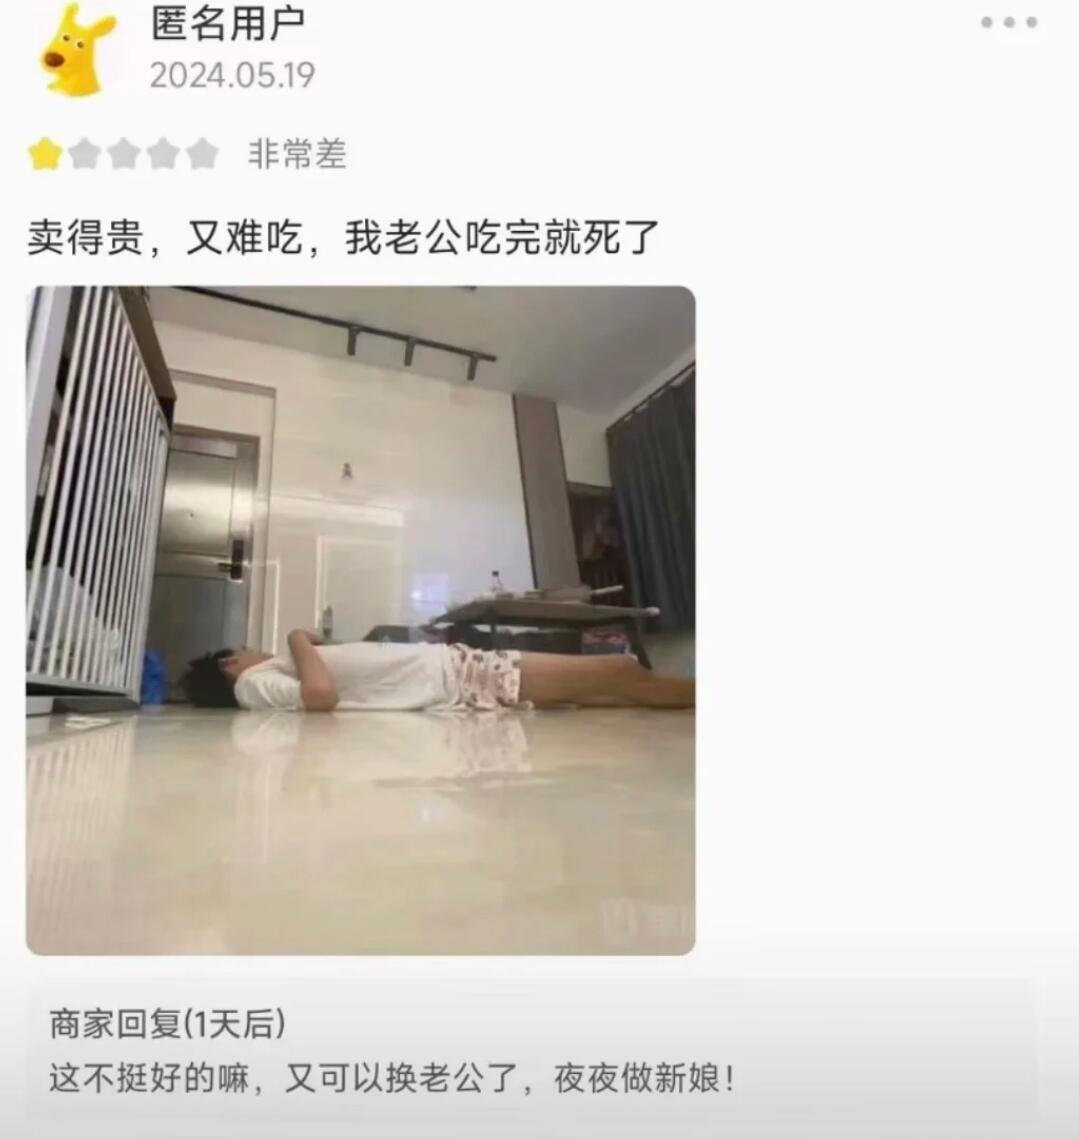 匿名用户
2024.05.19
非常差
卖得贵，又难吃，我老公吃完就死了
商家回复(1天后)
这不挺好的嘛，又可以换老公了，夜夜做新娘！